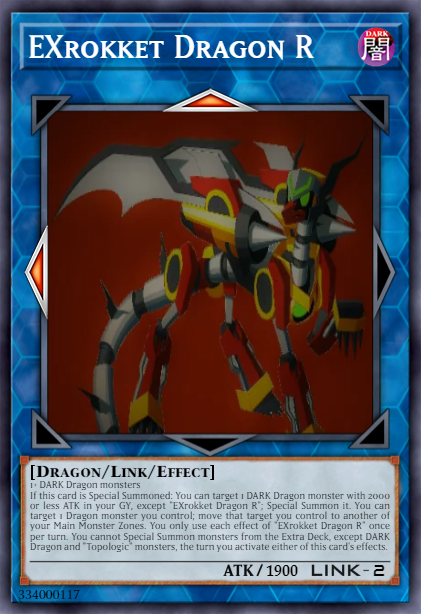 EXrokket Dragon R
DARK
闇
[Dragon/Link/Effect]
1+ DARK Dragon monsters
If this card is Special Summoned: You can target 1 DARK Dragon monster with 2000
or less ATK in your GY, except "EXrokket Dragon R"; Special Summon it. You can
target 1 Dragon monster you control; move that target you control to another of
your Main Monster Zones. You only use each effect of "EXrokket Dragon R" once
per turn. You cannot Special Summon monsters from the Extra Deck, except DARK
Dragon and "Topologic" monsters, the turn you activate either of this card's effects.
ATK / 1900 LINK-2
334000117